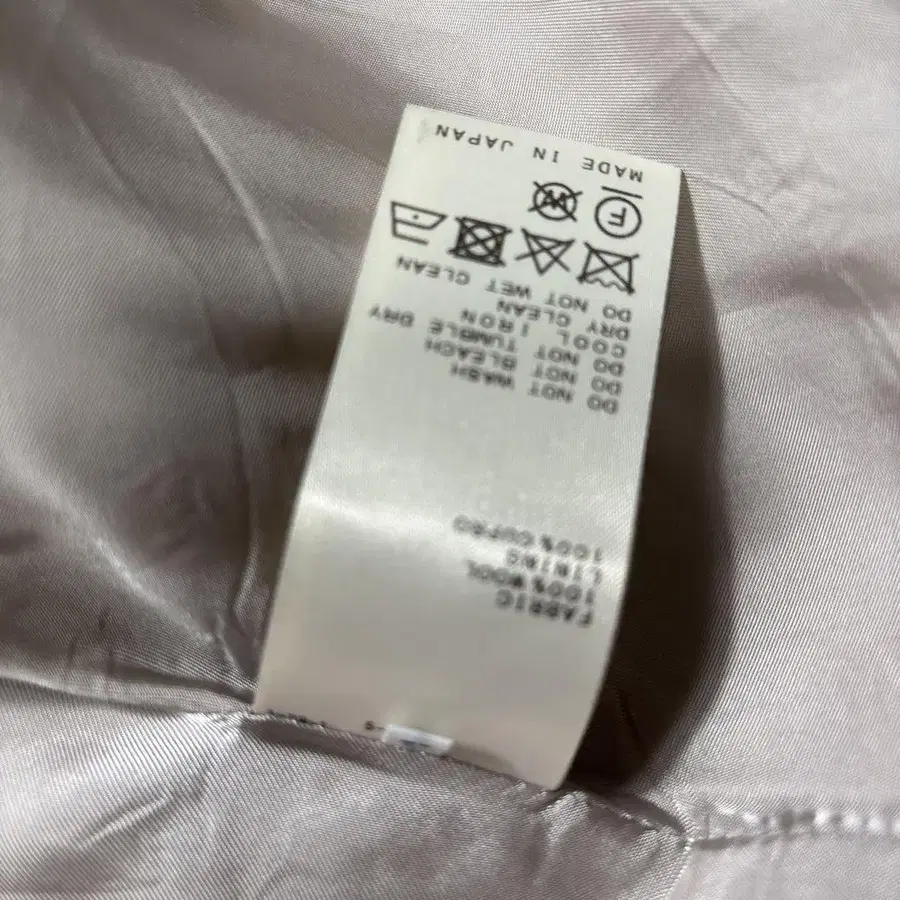 FABRIC
100% WOOL
LINING
100% CUPRO
DO NOT WASH
DO NOT BLEACH
DO NOT TUMBLE DRY
COOL IRON
DRY CLEAN
DO NOT WET CLEAN
F
W
MADE IN JAPAN